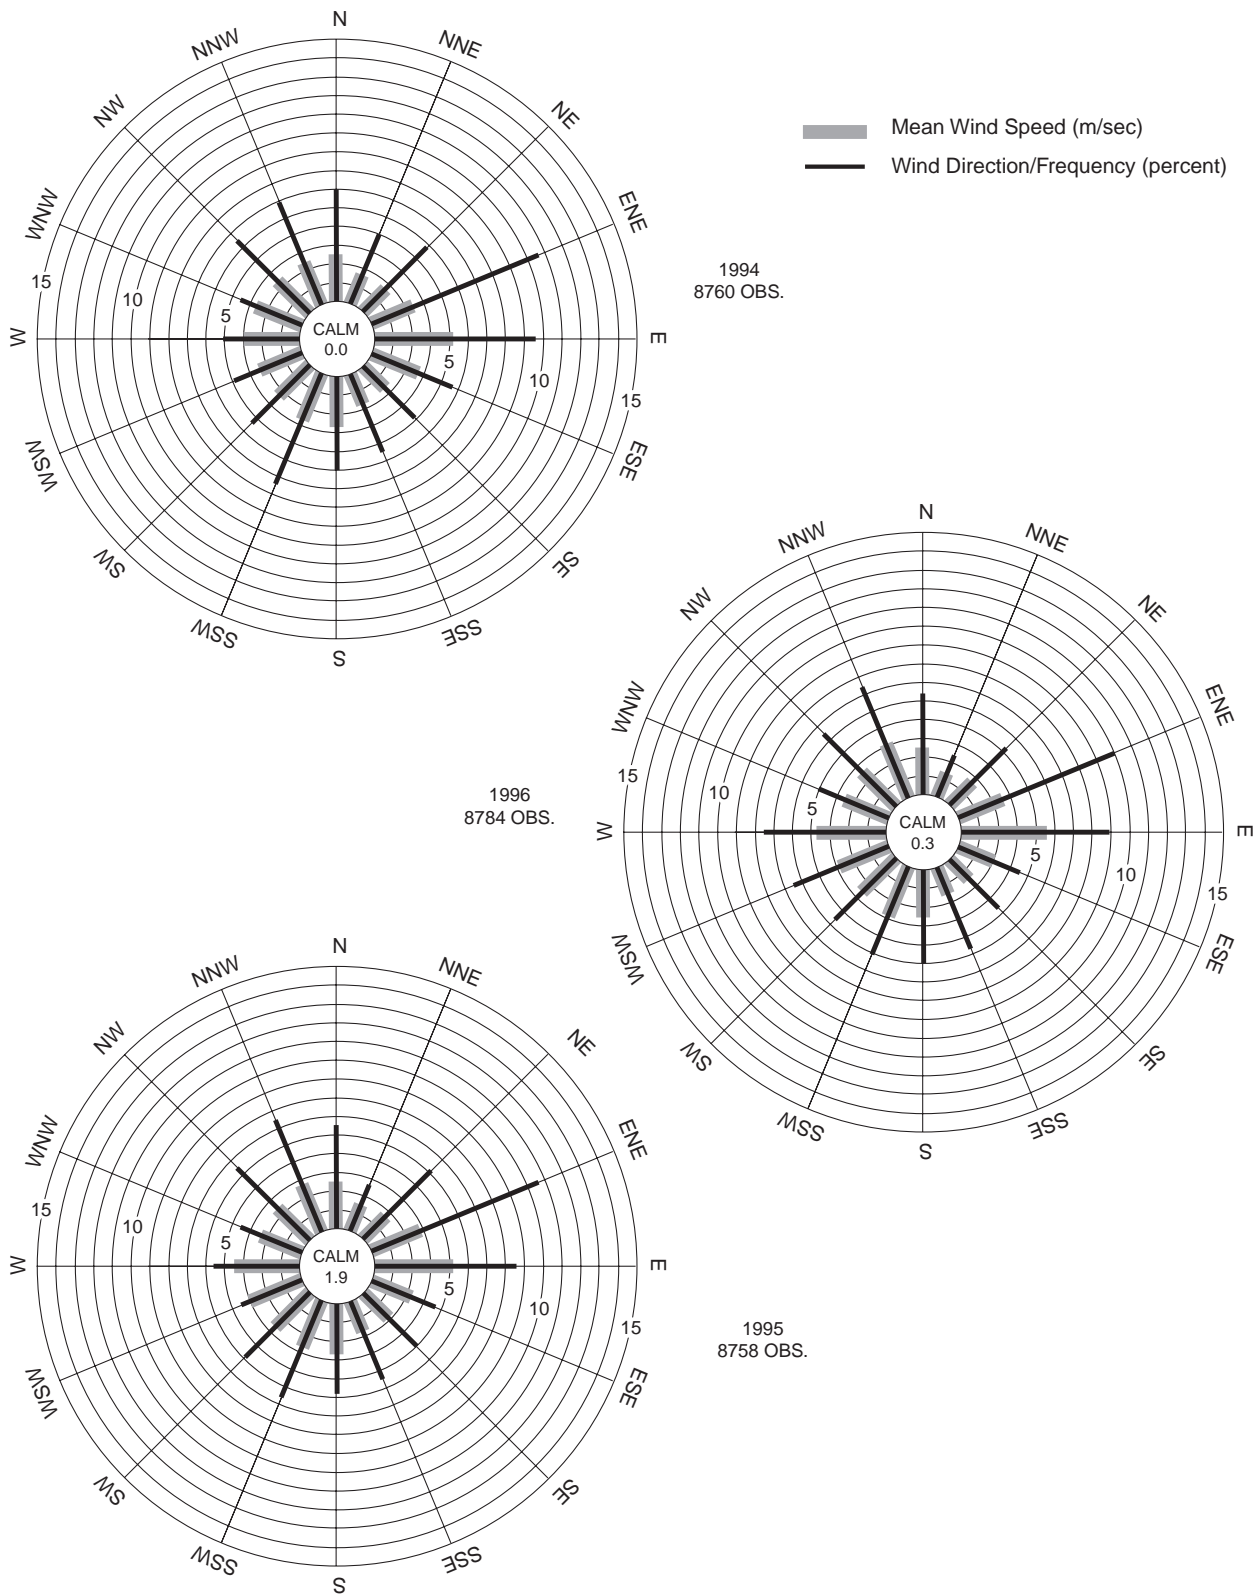 N
NNW
NNE
NW
NE
Mean Wind Speed (m/sec)
Wind Direction/Frequency (percent)
WNW
ENE
1994
8760 OBS.
15
10
5
CALM
0.0
W
E
5
10
15
WSW
ESE
SW
SE
SSW
SSE
S
N
NNW
NNE
NW
NE
WNW
ENE
1996
8784 OBS.
15
10
5
CALM
0.3
W
E
5
10
15
WSW
ESE
SW
SE
SSW
SSE
S
N
NNW
NNE
NW
NE
WNW
ENE
15
10
5
CALM
1.9
W
E
5
10
15
1995
8758 OBS.
WSW
ESE
SW
SE
SSW
SSE
S